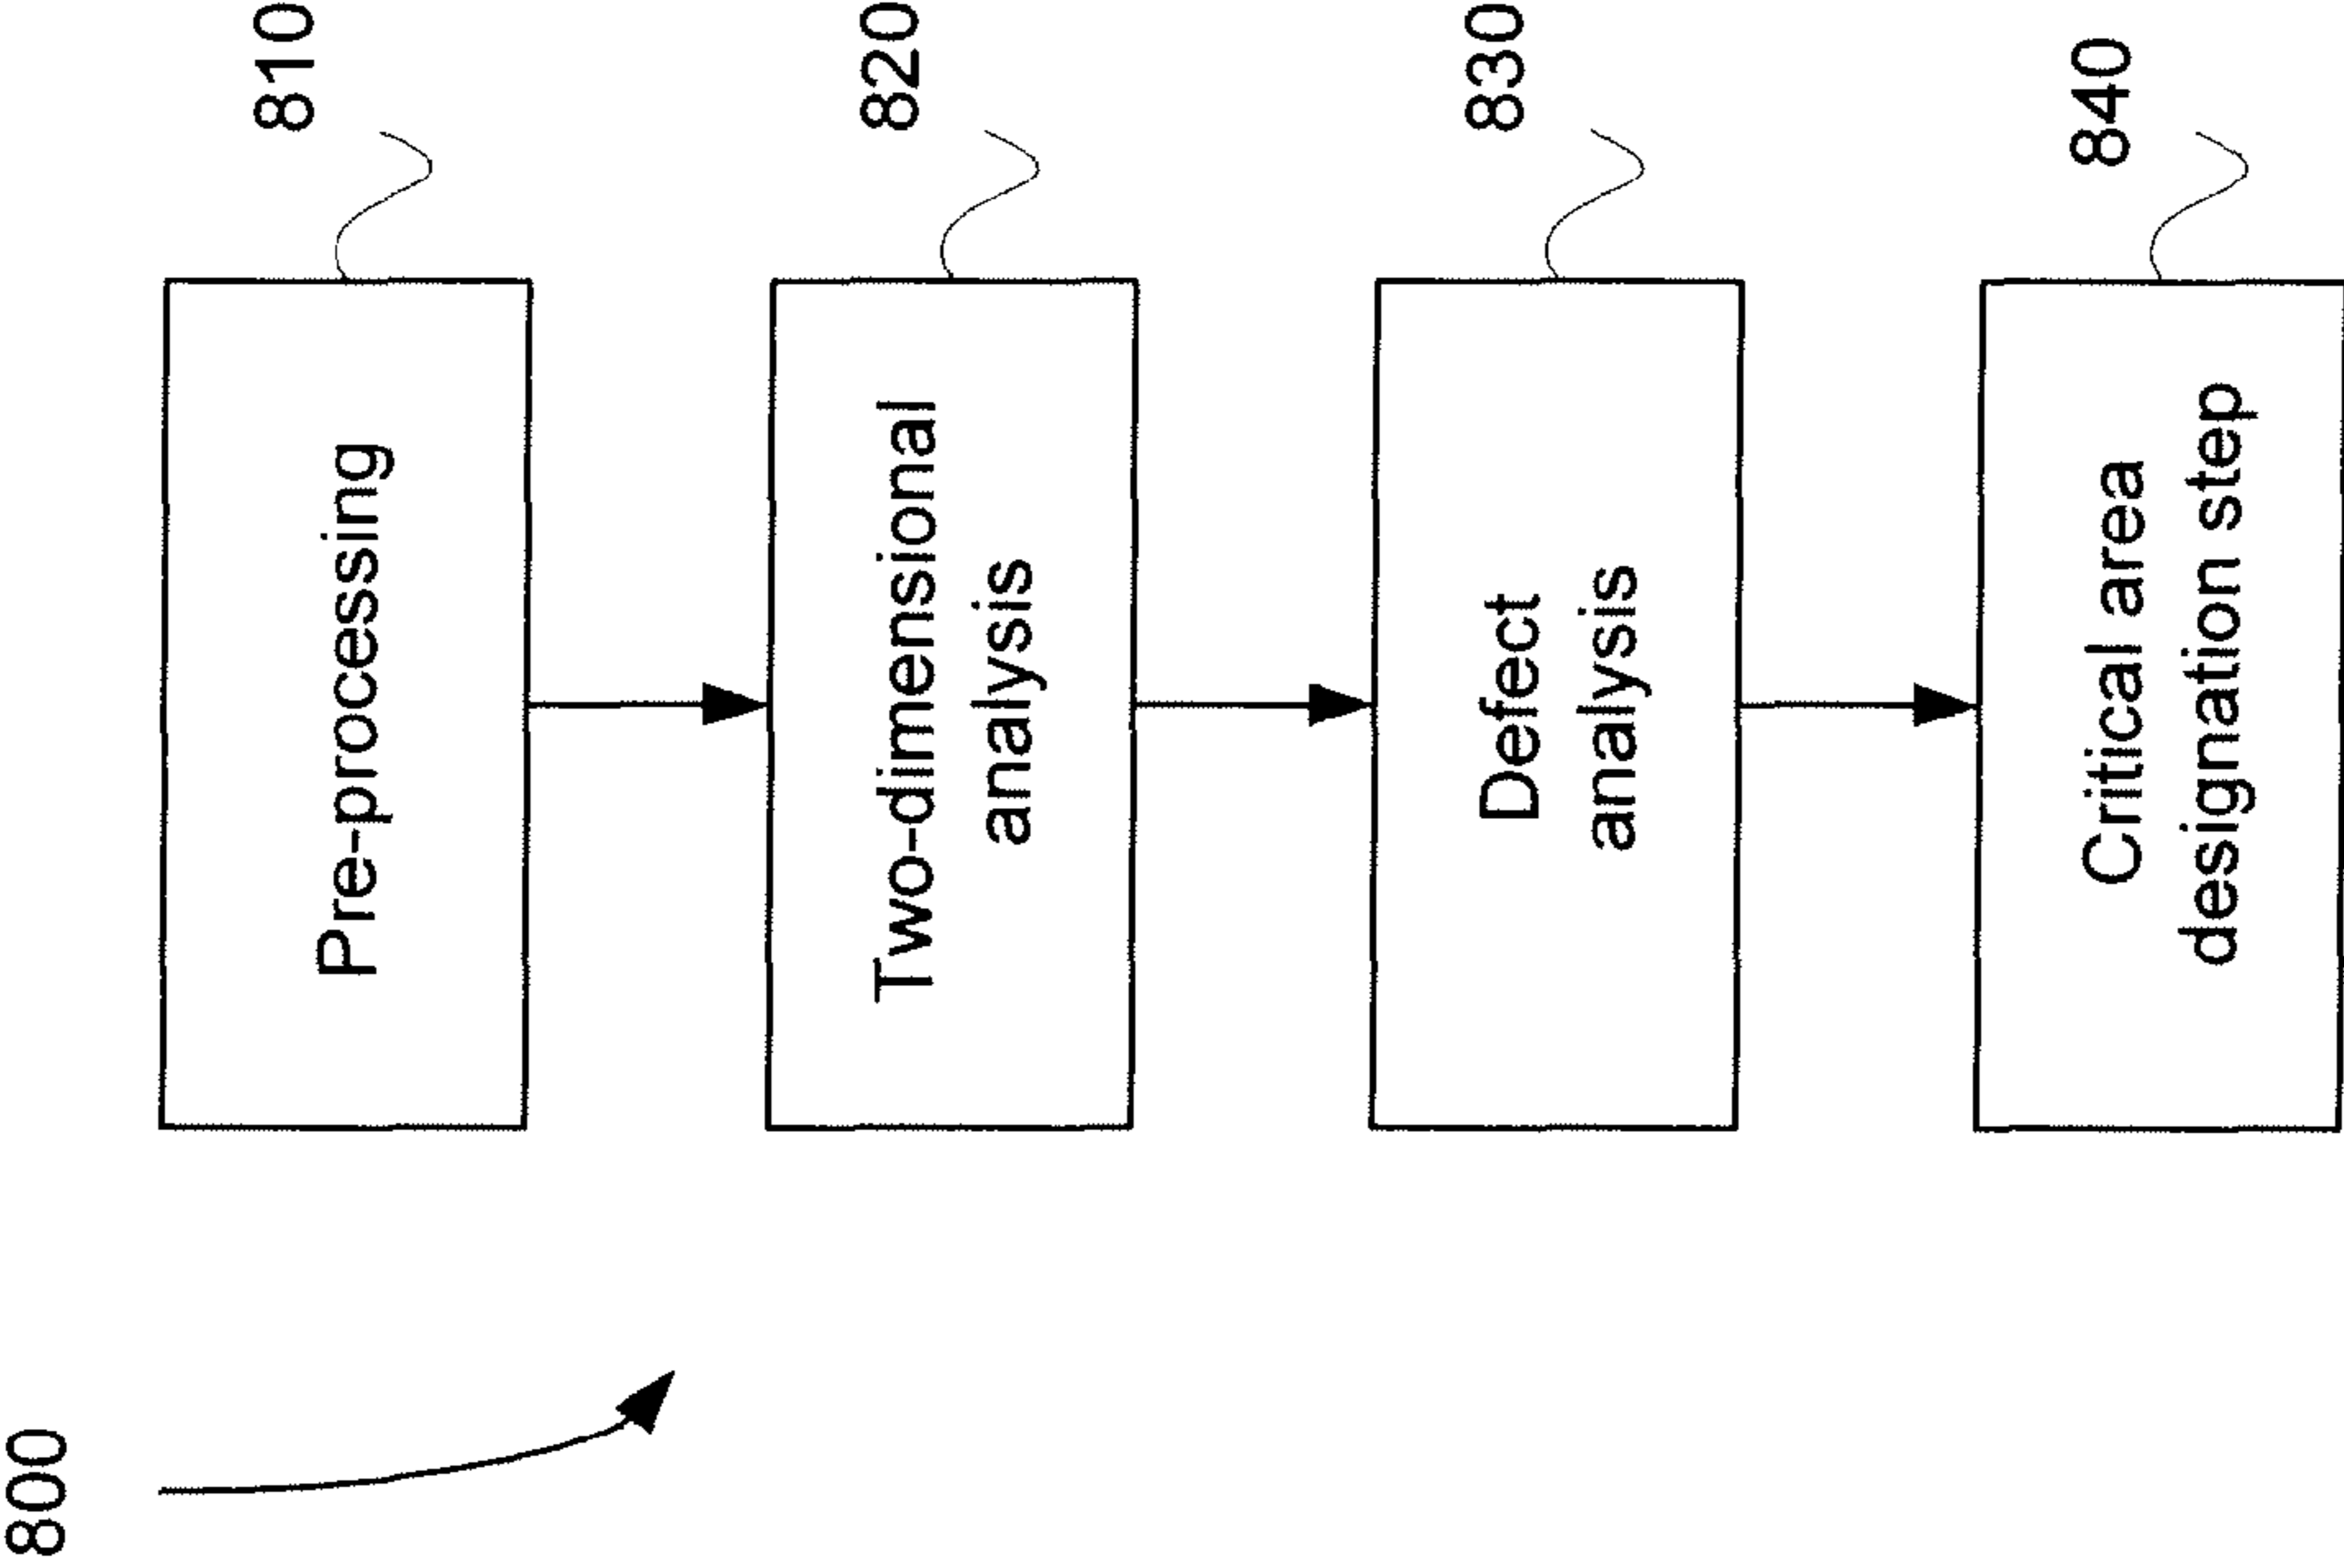 800
Pre-processing
810
Two-dimensional
analysis
820
Defect
analysis
830
Critical area
designation step
840